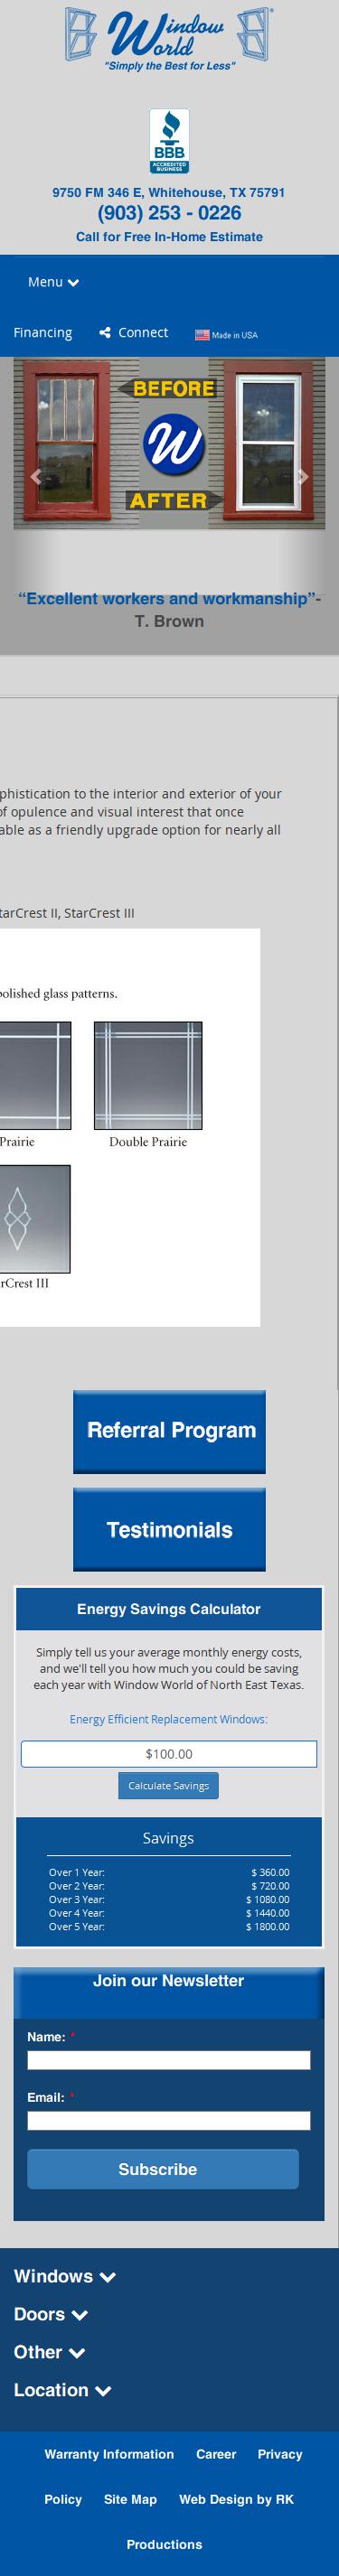 Window
World
"Simply the Best for Less"
BBB
ACCREDITED
BUSINESS
9750 FM 346 E, Whitehouse, TX 75791
(903) 253 - 0226
Call for Free In-Home Estimate
Menu
Financing Connect Made in USA
BEFORE
W
AFTER
“Excellent workers and workmanship”-
T. Brown
phistication to the interior and exterior of your
of opulence and visual interest that once
able as a friendly upgrade option for nearly all
tarCrest II, StarCrest III
polished glass patterns.
Prairie Double Prairie
rCrest III
Referral Program
Testimonials
Energy Savings Calculator
Simply tell us your average monthly energy costs,
and we'll tell you how much you could be saving
each year with Window World of North East Texas.
Energy Efficient Replacement Windows:
$100.00
Calculate Savings
Savings
Over 1 Year: $ 360.00
Over 2 Year: $ 720.00
Over 3 Year: $ 1080.00
Over 4 Year: $ 1440.00
Over 5 Year: $ 1800.00
Join our Newsletter
Name: *
Email: *
Subscribe
Windows
Doors
Other
Location
Warranty Information Career Privacy
Policy Site Map Web Design by RK
Productions